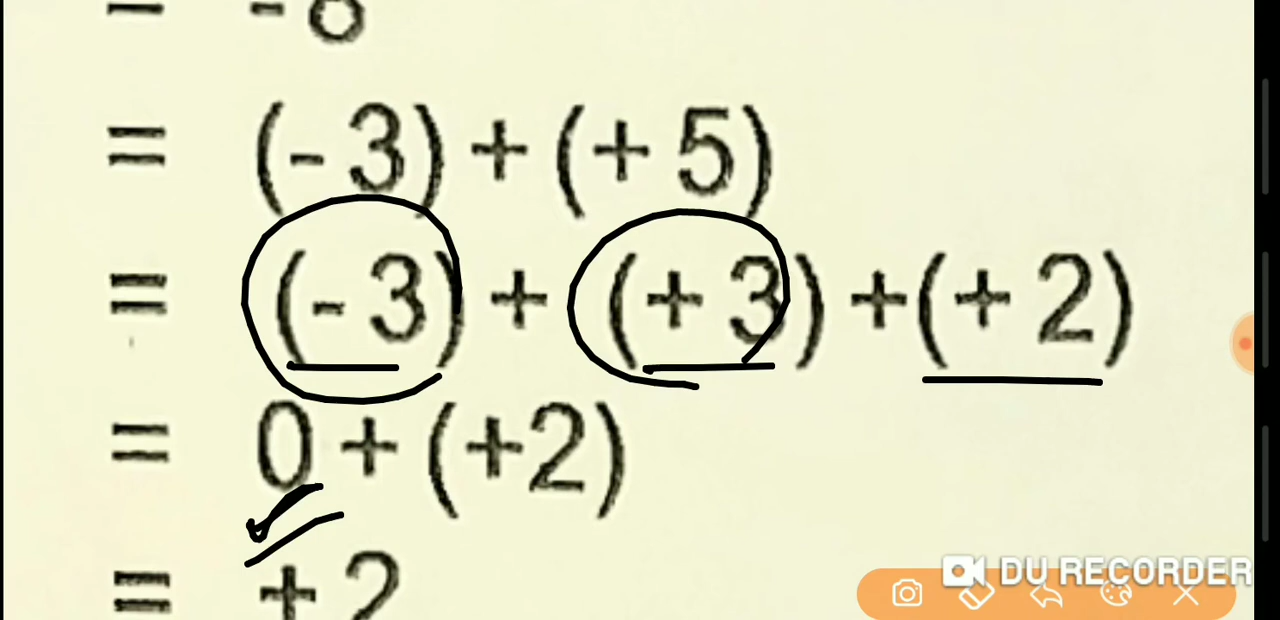 = (- 3) + (+ 5)
= (- 3) + (+ 3) +(+ 2)
= 0 + (+2)
= + 2
DU RECORDER